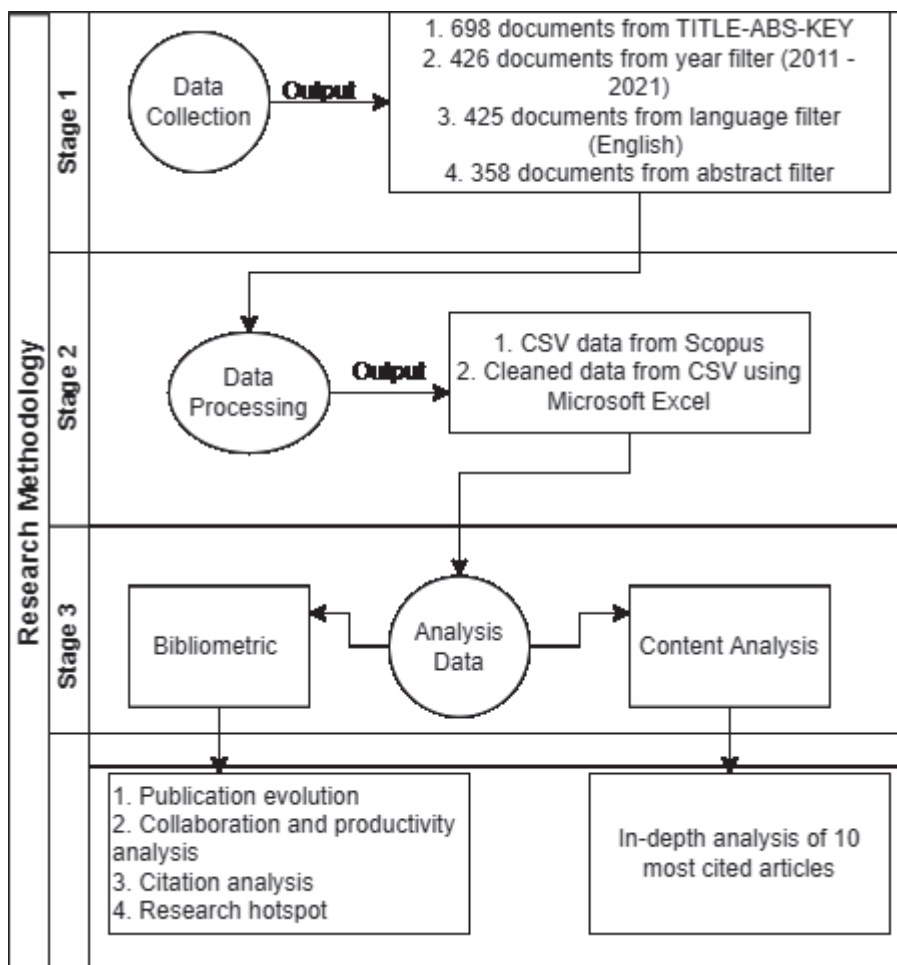 Research Methodology
Stage 1
Data
Collection
Output
1. 698 documents from TITLE-ABS-KEY
2. 426 documents from year filter (2011 -
2021)
3. 425 documents from language filter
(English)
4. 358 documents from abstract filter
Stage 2
Data
Processing
Output
1. CSV data from Scopus
2. Cleaned data from CSV using
Microsoft Excel
Stage 3
Bibliometric
Analysis
Data
Content Analysis
1. Publication evolution
2. Collaboration and productivity
analysis
3. Citation analysis
4. Research hotspot
In-depth analysis of 10
most cited articles